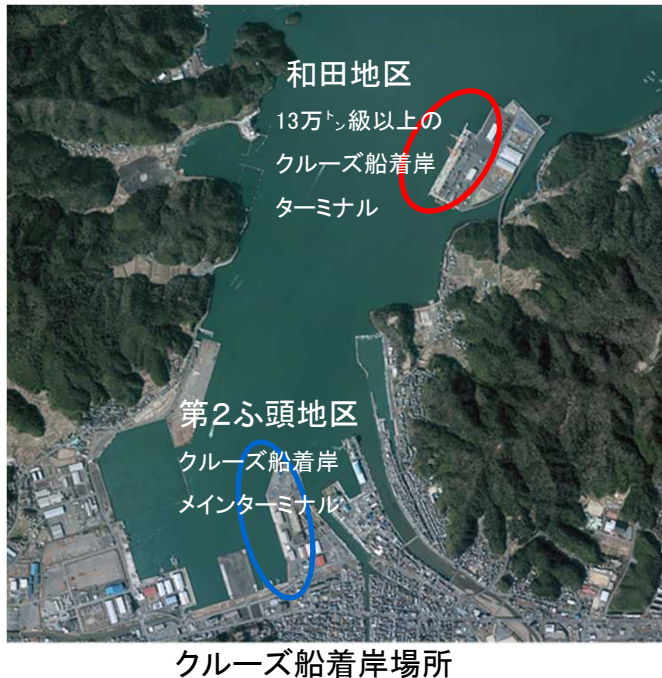 和田地区
13万㌧級以上の
クルーズ船着岸
ターミナル
第2ふ頭地区
クルーズ船着岸
メインターミナル
クルーズ船着岸場所